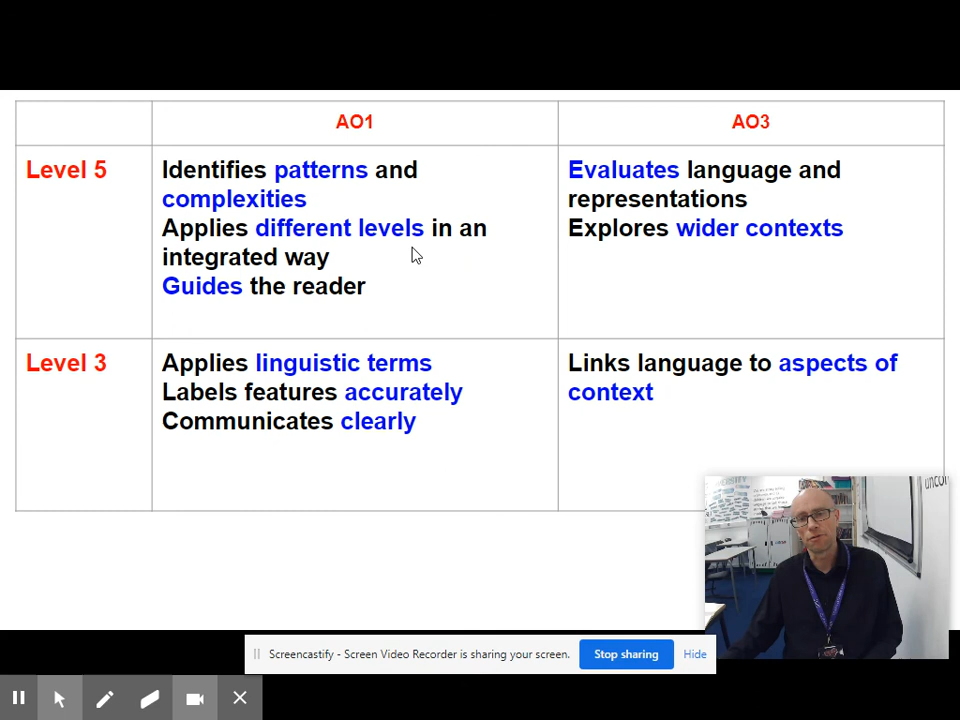 AO1
AO3
Level 5
Identifies patterns and
complexities
Applies different levels in an
integrated way
Guides the reader
Evaluates language and
representations
Explores wider contexts
Level 3
Applies linguistic terms
Labels features accurately
Communicates clearly
Links language to aspects of
context
uncon
Screencastify - Screen Video Recorder is sharing your screen.
Stop sharing
Hide